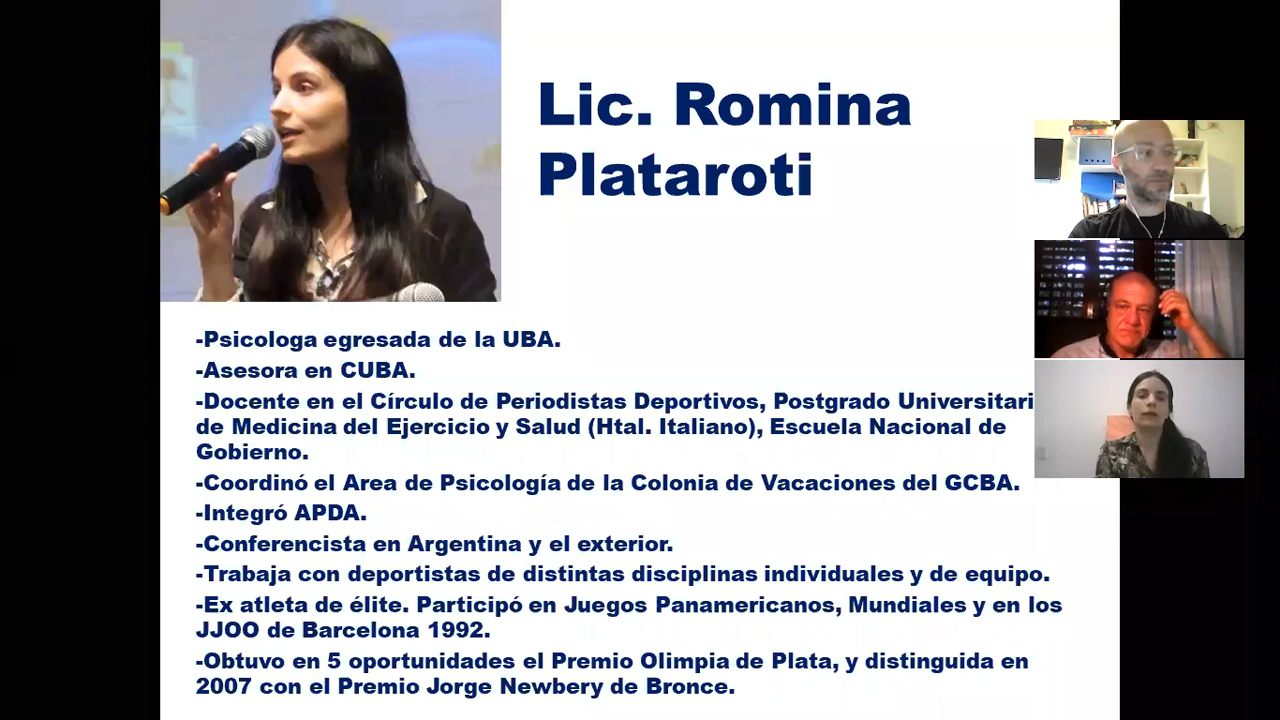 Lic. Romina
Plataroti
-Psicologa egresada de la UBA.
-Asesora en CUBA.
-Docente en el Círculo de Periodistas Deportivos, Postgrado Universitari
de Medicina del Ejercicio y Salud (Htal. Italiano), Escuela Nacional de
Gobierno.
-Coordinó el Area de Psicología de la Colonia de Vacaciones del GCBA.
-Integró APDA.
-Conferencista en Argentina y el exterior.
-Trabaja con deportistas de distintas disciplinas individuales y de equipo.
-Ex atleta de élite. Participó en Juegos Panamericanos, Mundiales y en los
JJOO de Barcelona 1992.
-Obtuvo en 5 oportunidades el Premio Olimpia de Plata, y distinguida en
2007 con el Premio Jorge Newbery de Bronce.